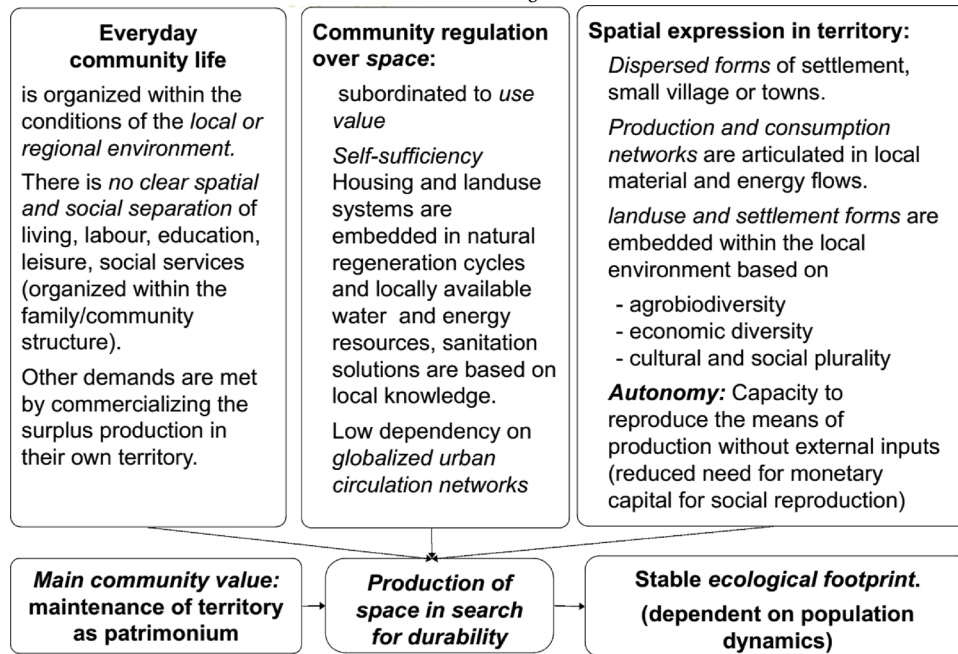 Everyday
community life
is organized within the
conditions of the local or
regional environment.
There is no clear spatial
and social separation of
living, labour, education,
leisure, social services
(organized within the
family/community
structure).
Other demands are met
by commercializing the
surplus production in
their own territory.
Community regulation
over space:
subordinated to use
value
Self-sufficiency
Housing and landuse
systems are
embedded in natural
regeneration cycles
and locally available
water and energy
resources, sanitation
solutions are based on
local knowledge.
Low dependency on
globalized urban
circulation networks
Spatial expression in territory:
Dispersed forms of settlement,
small village or towns.
Production and consumption
networks are articulated in local
material and energy flows.
landuse and settlement forms are
embedded within the local
environment based on
- agrobiodiversity
- economic diversity
- cultural and social plurality
Autonomy: Capacity to
reproduce the means of
production without external inputs
(reduced need for monetary
capital for social reproduction)
Main community value:
maintenance of territory
as patrimonium
Production of
space in search
for durability
Stable ecological footprint.
(dependent on population
dynamics)